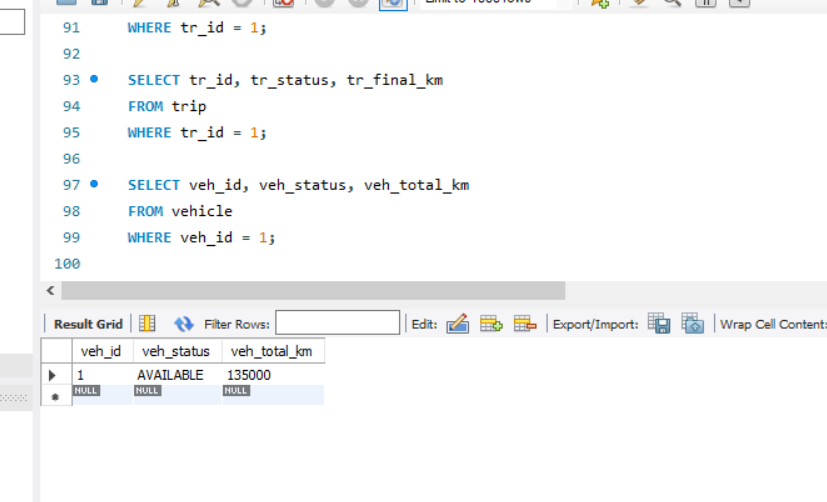 91 WHERE tr_id = 1;
92
93 SELECT tr_id, tr_status, tr_final_km
94 FROM trip
95 WHERE tr_id = 1;
96
97 SELECT veh_id, veh_status, veh_total_km
98 FROM vehicle
99 WHERE veh_id = 1;
100
Result Grid Filter Rows: Edit: Export/Import: Wrap Cell Content:
veh_id veh_status veh_total_km
1 AVAILABLE 135000
NULL NULL NULL